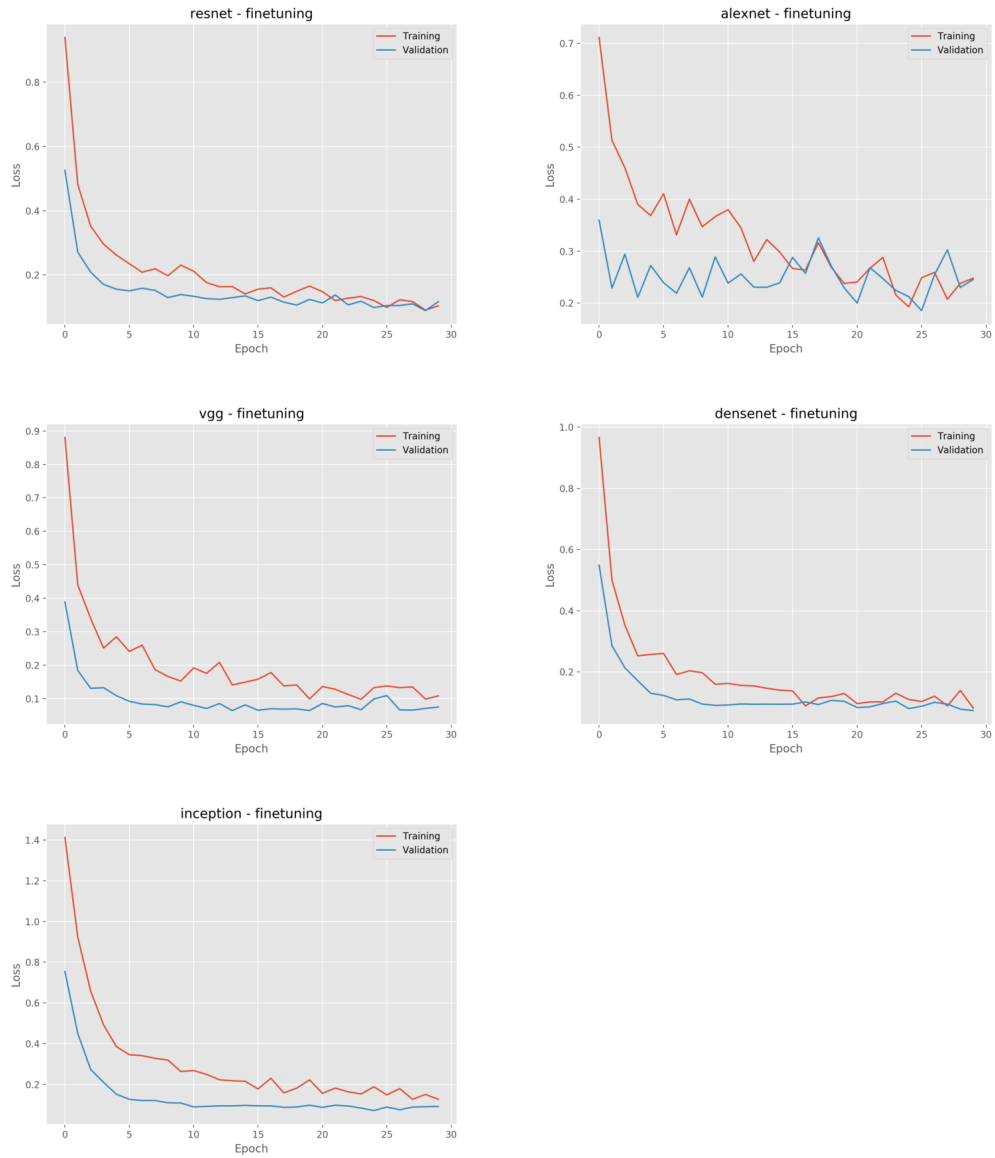 resnet - finetuning
Training
Validation
0.8
0.6
0.4
0.2
Loss
0 5 10 15 20 25 30
Epoch
alexnet - finetuning
Training
Validation
0.7
0.6
0.5
0.4
0.3
0.2
Loss
0 5 10 15 20 25 30
Epoch
vgg - finetuning
Training
Validation
0.9
0.8
0.7
0.6
0.5
0.4
0.3
0.2
0.1
Loss
0 5 10 15 20 25 30
Epoch
densenet - finetuning
Training
Validation
1.0
0.8
0.6
0.4
0.2
Loss
0 5 10 15 20 25 30
Epoch
inception - finetuning
Training
Validation
1.4
1.2
1.0
0.8
0.6
0.4
0.2
Loss
0 5 10 15 20 25 30
Epoch